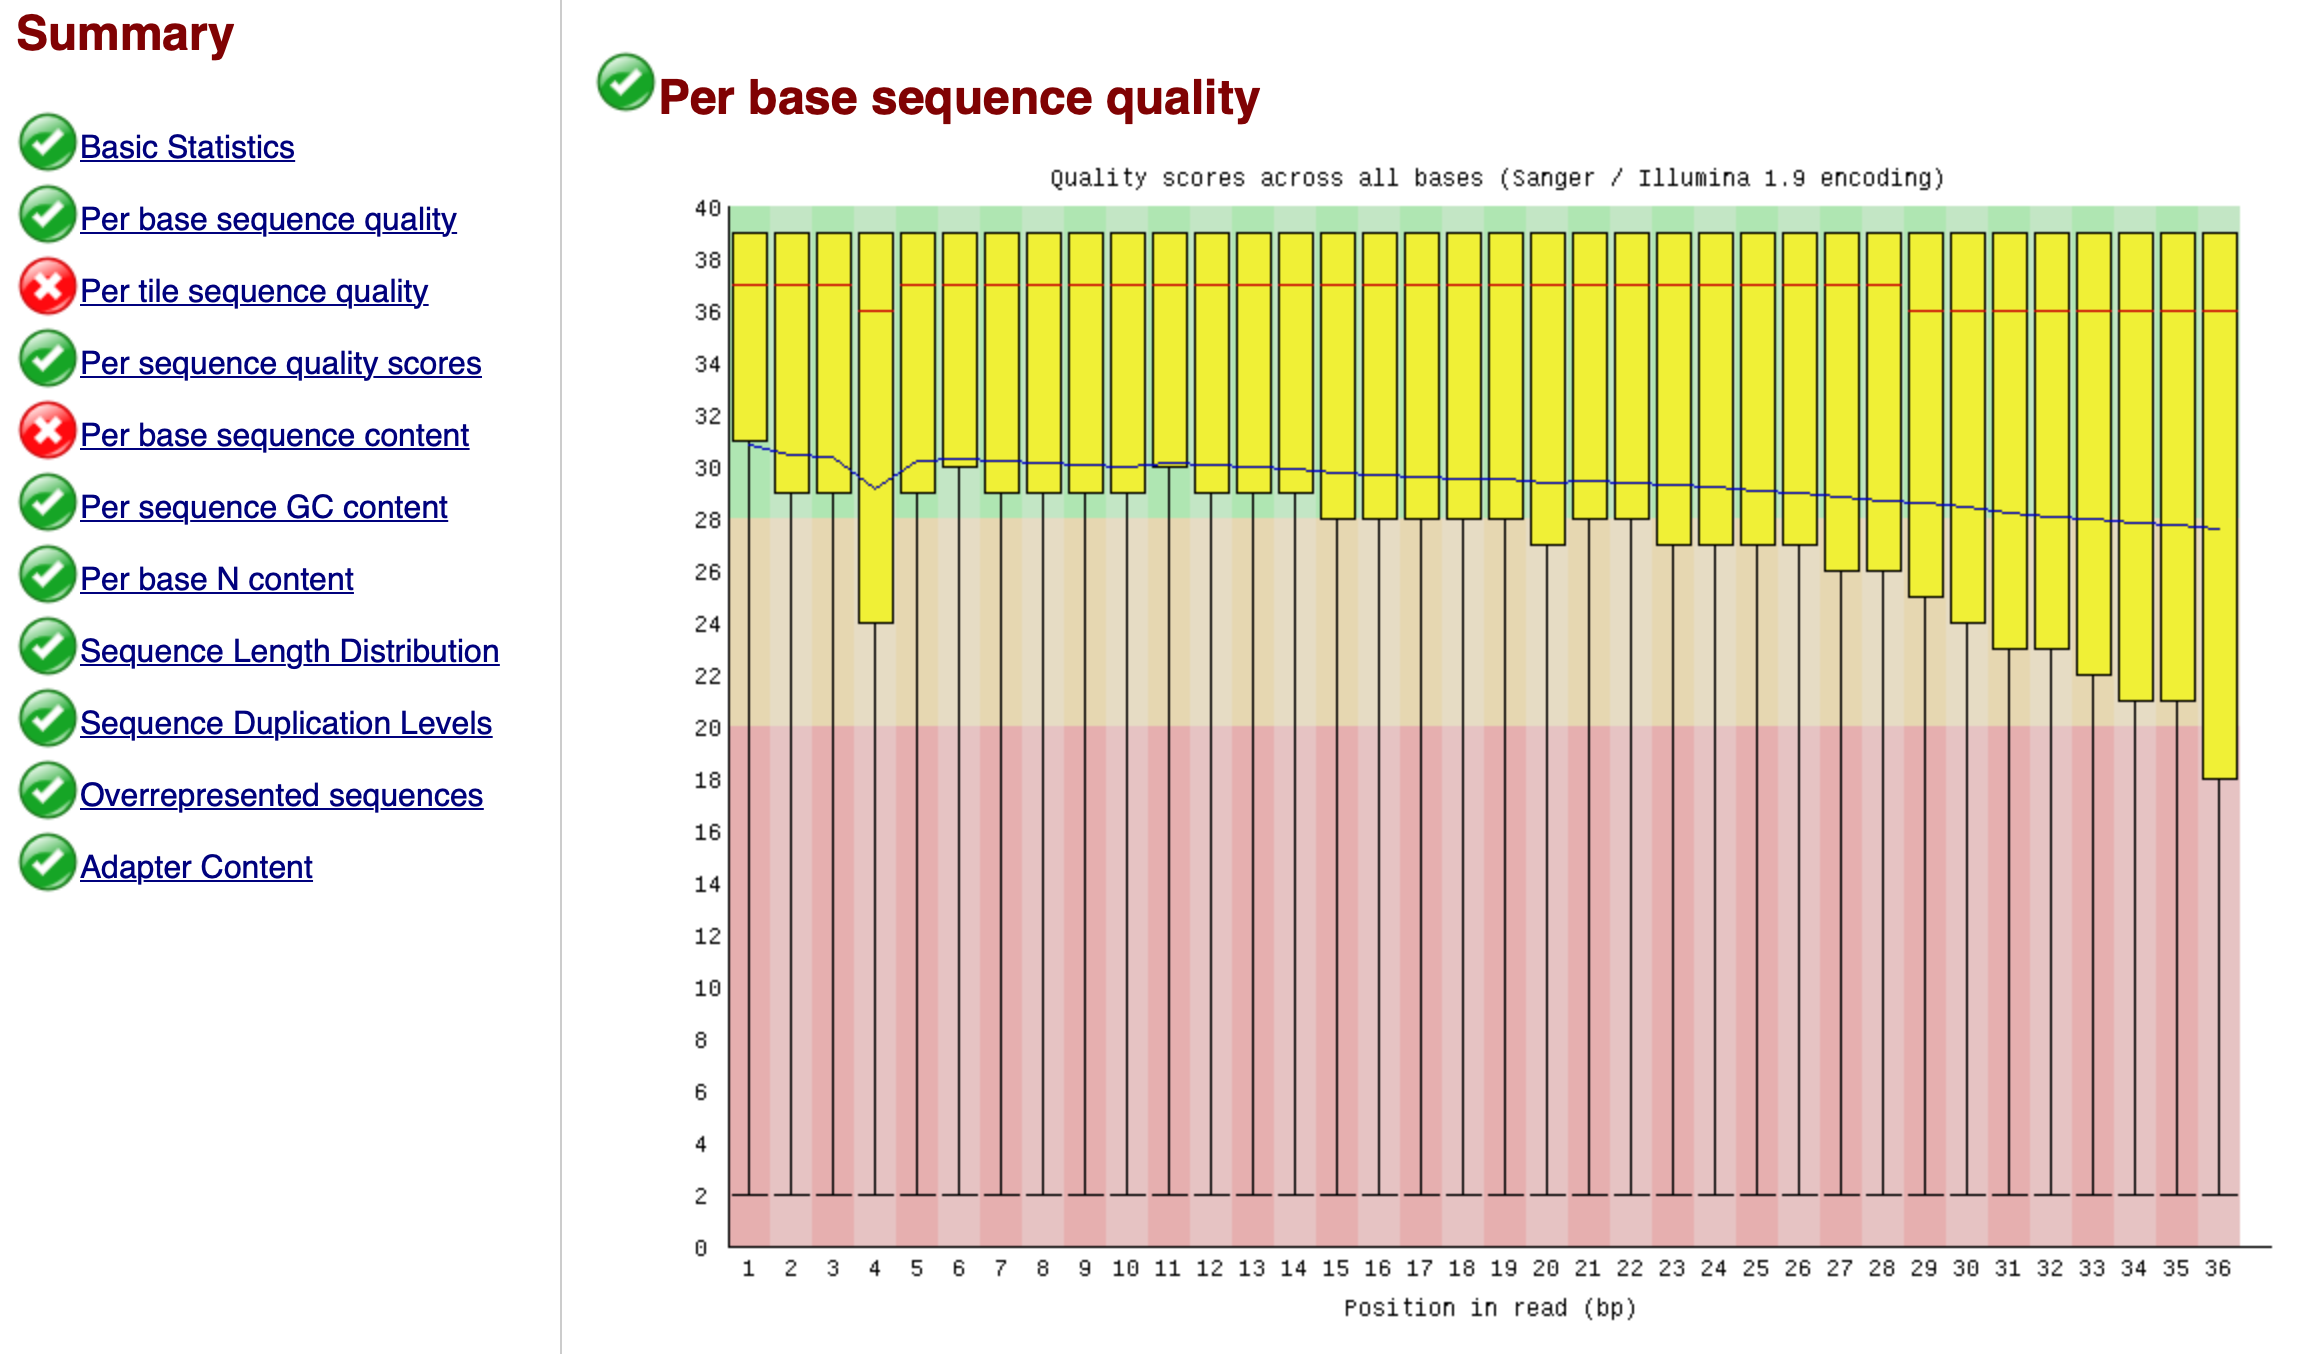 Summary
Basic Statistics
Per base sequence quality
Per tile sequence quality
Per sequence quality scores
Per base sequence content
Per sequence GC content
Per base N content
Sequence Length Distribution
Sequence Duplication Levels
Overrepresented sequences
Adapter Content
Per base sequence quality
Quality scores across all bases (Sanger / Illumina 1.9 encoding)
40
38
36
34
32
30
28
26
24
22
20
18
16
14
12
10
8
6
4
2
0
1 2 3 4 5 6 7 8 9 10 11 12 13 14 15 16 17 18 19 20 21 22 23 24 25 26 27 28 29 30 31 32 33 34 35 36
Position in read (bp)